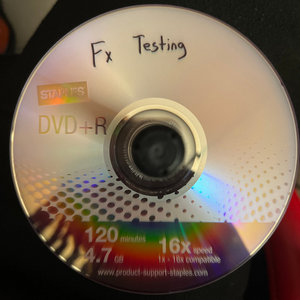 Fx Testing
STAPLES
DVD+R
120 minutes
4.7 GB
16x speed
1x - 16x compatible
www.product-support-staples.com